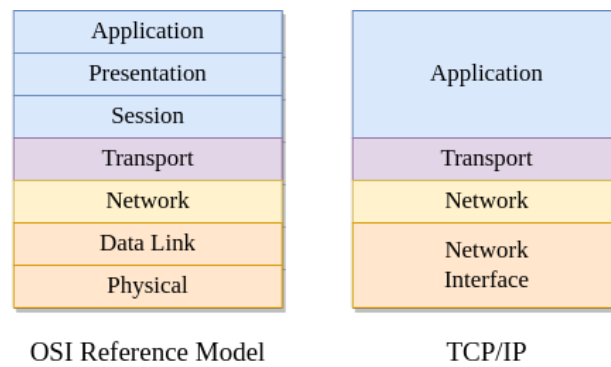 Application
Presentation
Session
Transport
Network
Data Link
Physical
OSI Reference Model
Application
Transport
Network
Network
Interface
TCP/IP